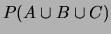 P(A ∪ B ∪ C)